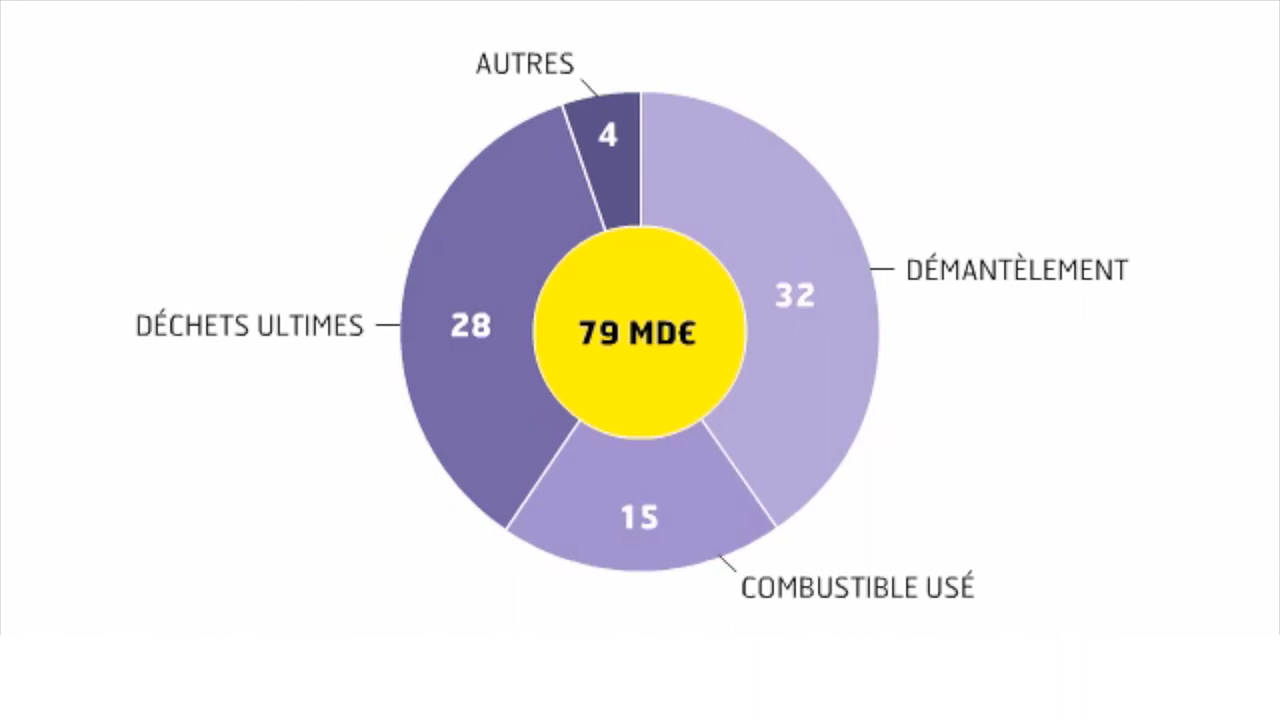 AUTRES
4
DÉMANTÈLEMENT
32
DÉCHETS ULTIMES
28
79 MD€
15
COMBUSTIBLE USÉ